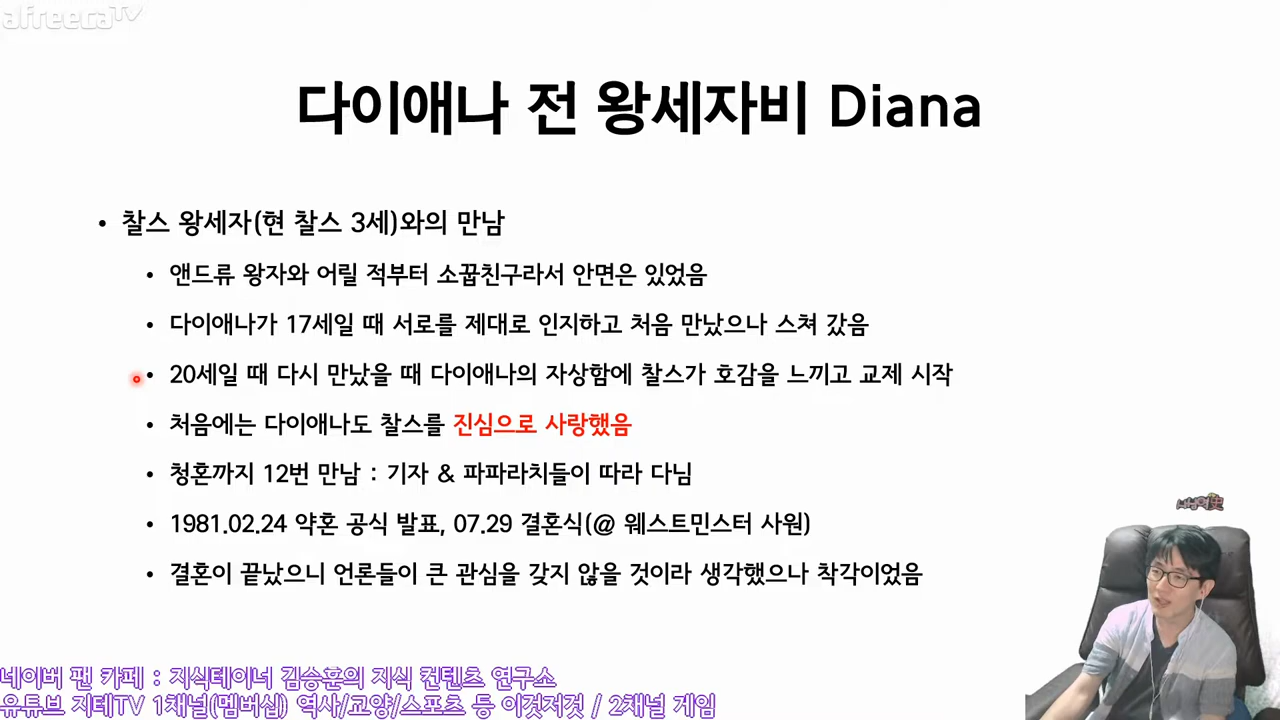 afreecaTV
다이애나 전 왕세자비 Diana
• 찰스 왕세자(현 찰스 3세)와의 만남
• 앤드류 왕자와 어릴 적부터 소꿉친구라서 안면은 있었음
• 다이애나가 17세일 때 서로를 제대로 인지하고 처음 만났으나 스쳐 갔음
• 20세일 때 다시 만났을 때 다이애나의 자상함에 찰스가 호감을 느끼고 교제 시작
• 처음에는 다이애나도 찰스를 진심으로 사랑했음
• 청혼까지 12번 만남 : 기자 & 파파라치들이 따라 다님
• 1981.02.24 약혼 공식 발표, 07.29 결혼식(@ 웨스트민스터 사원)
• 결혼이 끝났으니 언론들이 큰 관심을 갖지 않을 것이라 생각했으나 착각이었음
네이버 팬 카페 : 지식테이너 김승훈의 지식 컨텐츠 연구소
유튜브 지테TV 1채널(멤버십) 역사/교양/스포츠 등 이것저것 / 2채널 게임